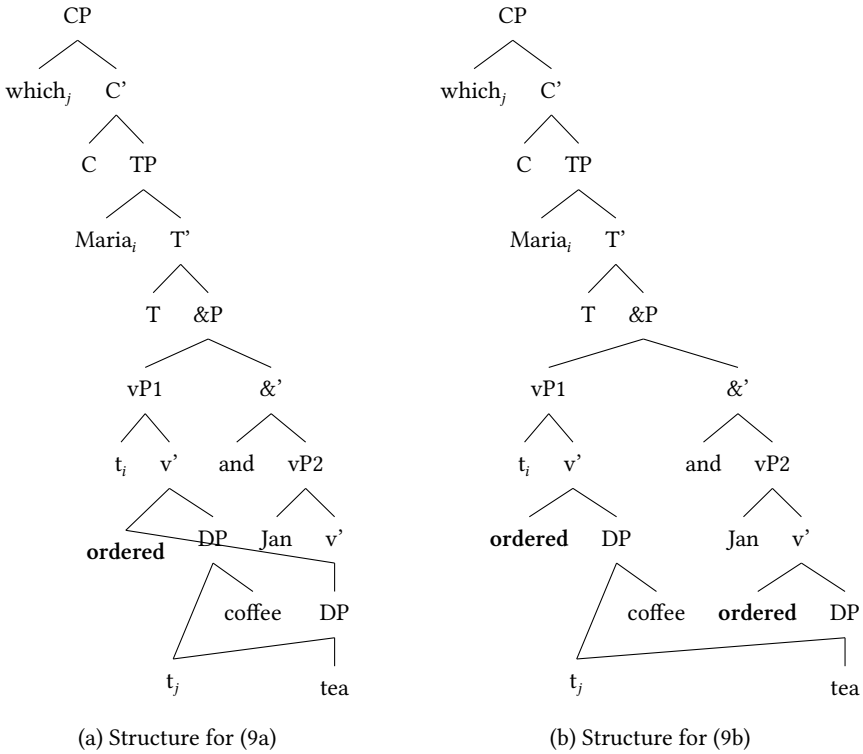 CP CP
which_j C’ which_j C’
C TP C TP
Maria_i T’ Maria_i T’
T &P T &P
vP1 &’ vP1 &’
t_i v’ and vP2 t_i v’ and vP2
ordered DP Jan v’ ordered DP Jan v’
coffee DP coffee ordered DP
t_j tea t_j tea
(a) Structure for (9a) (b) Structure for (9b)